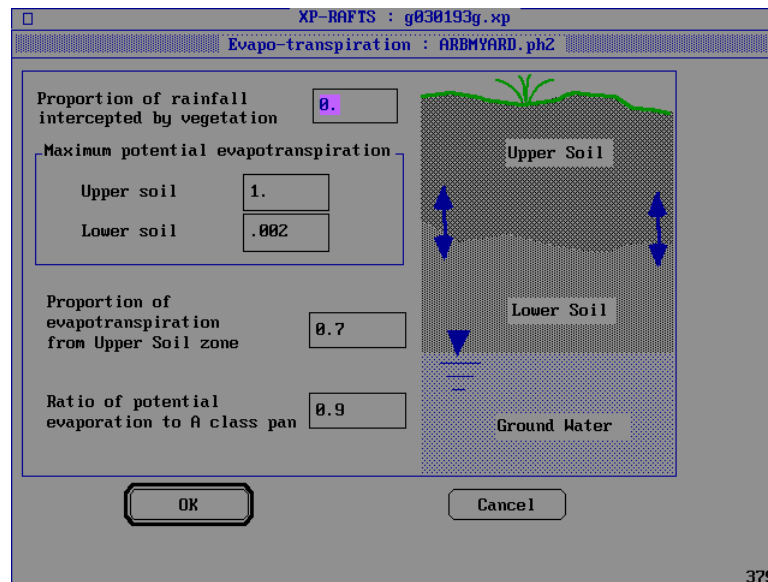 XP-RAFTS : g030193g.xp
Evapo-transpiration : ARBMYARD.ph2
Proportion of rainfall
intercepted by vegetation
0.
Maximum potential evapotranspiration
Upper soil 1.
Lower soil .002
Proportion of
evapotranspiration
from Upper Soil zone
0.7
Ratio of potential
evaporation to A class pan
0.9
Upper Soil
Lower Soil
Ground Water
OK
Cancel
379